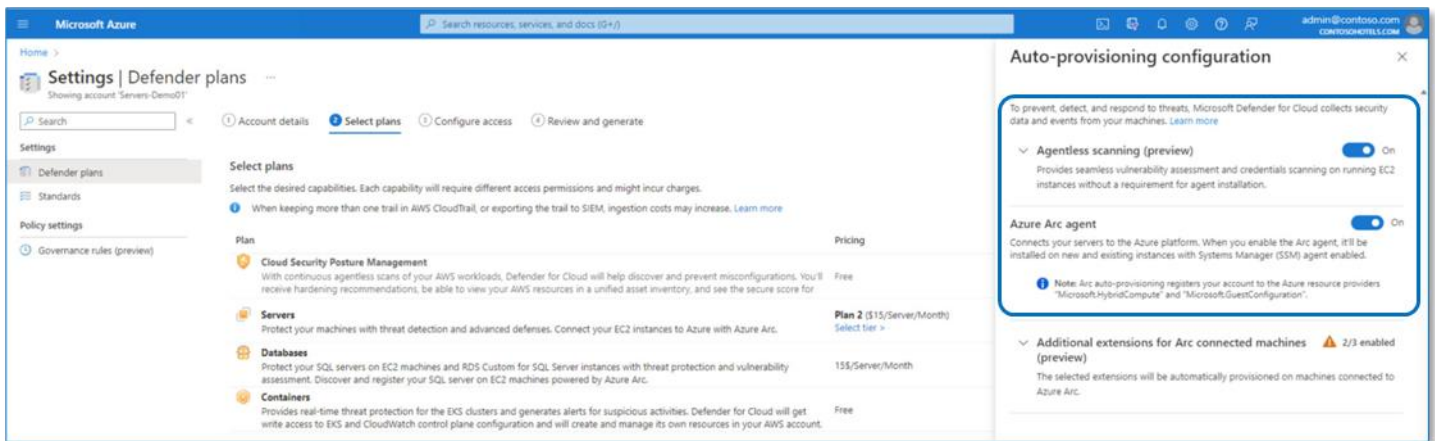 Microsoft Azure
Search resources, services, and docs (G+/)
admin@contoso.com
CONTOSOHOTELS.COM
Home >
Settings | Defender plans ...
Showing account 'Servers-Demo01'
Search
«
Settings
Defender plans
Standards
Policy settings
Governance rules (preview)
1 Account details
2 Select plans
3 Configure access
4 Review and generate
Select plans
Select the desired capabilities. Each capability will require different access permissions and might incur charges.
When keeping more than one trail in AWS CloudTrail, or exporting the trail to SIEM, ingestion costs may increase. Learn more
Plan
Pricing
Cloud Security Posture Management
With continuous agentless scans of your AWS workloads, Defender for Cloud will help discover and prevent misconfigurations. You'll
receive hardening recommendations, be able to view your AWS resources in a unified asset inventory, and see the secure score for
Free
Servers
Protect your machines with threat detection and advanced defenses. Connect your EC2 instances to Azure with Azure Arc.
Plan 2 ($15/Server/Month)
Select tier >
Databases
Protect your SQL servers on EC2 machines and RDS Custom for SQL Server instances with threat protection and vulnerability
assessment. Discover and register your SQL server on EC2 machines powered by Azure Arc.
15$/Server/Month
Containers
Provides real-time threat protection for the EKS clusters and generates alerts for suspicious activities. Defender for Cloud will get
write access to EKS and CloudWatch control plane configuration and will create and manage its own resources in your AWS account.
Free
Auto-provisioning configuration
To prevent, detect, and respond to threats, Microsoft Defender for Cloud collects security
data and events from your machines. Learn more
Agentless scanning (preview)
On
Provides seamless vulnerability assessment and credentials scanning on running EC2
instances without a requirement for agent installation.
Azure Arc agent
On
Connects your servers to the Azure platform. When you enable the Arc agent, it'll be
installed on new and existing instances with Systems Manager (SSM) agent enabled.
Note: Arc auto-provisioning registers your account to the Azure resource providers
"Microsoft.HybridCompute" and "Microsoft.GuestConfiguration".
Additional extensions for Arc connected machines
(preview)
2/3 enabled
The selected extensions will be automatically provisioned on machines connected to
Azure Arc.